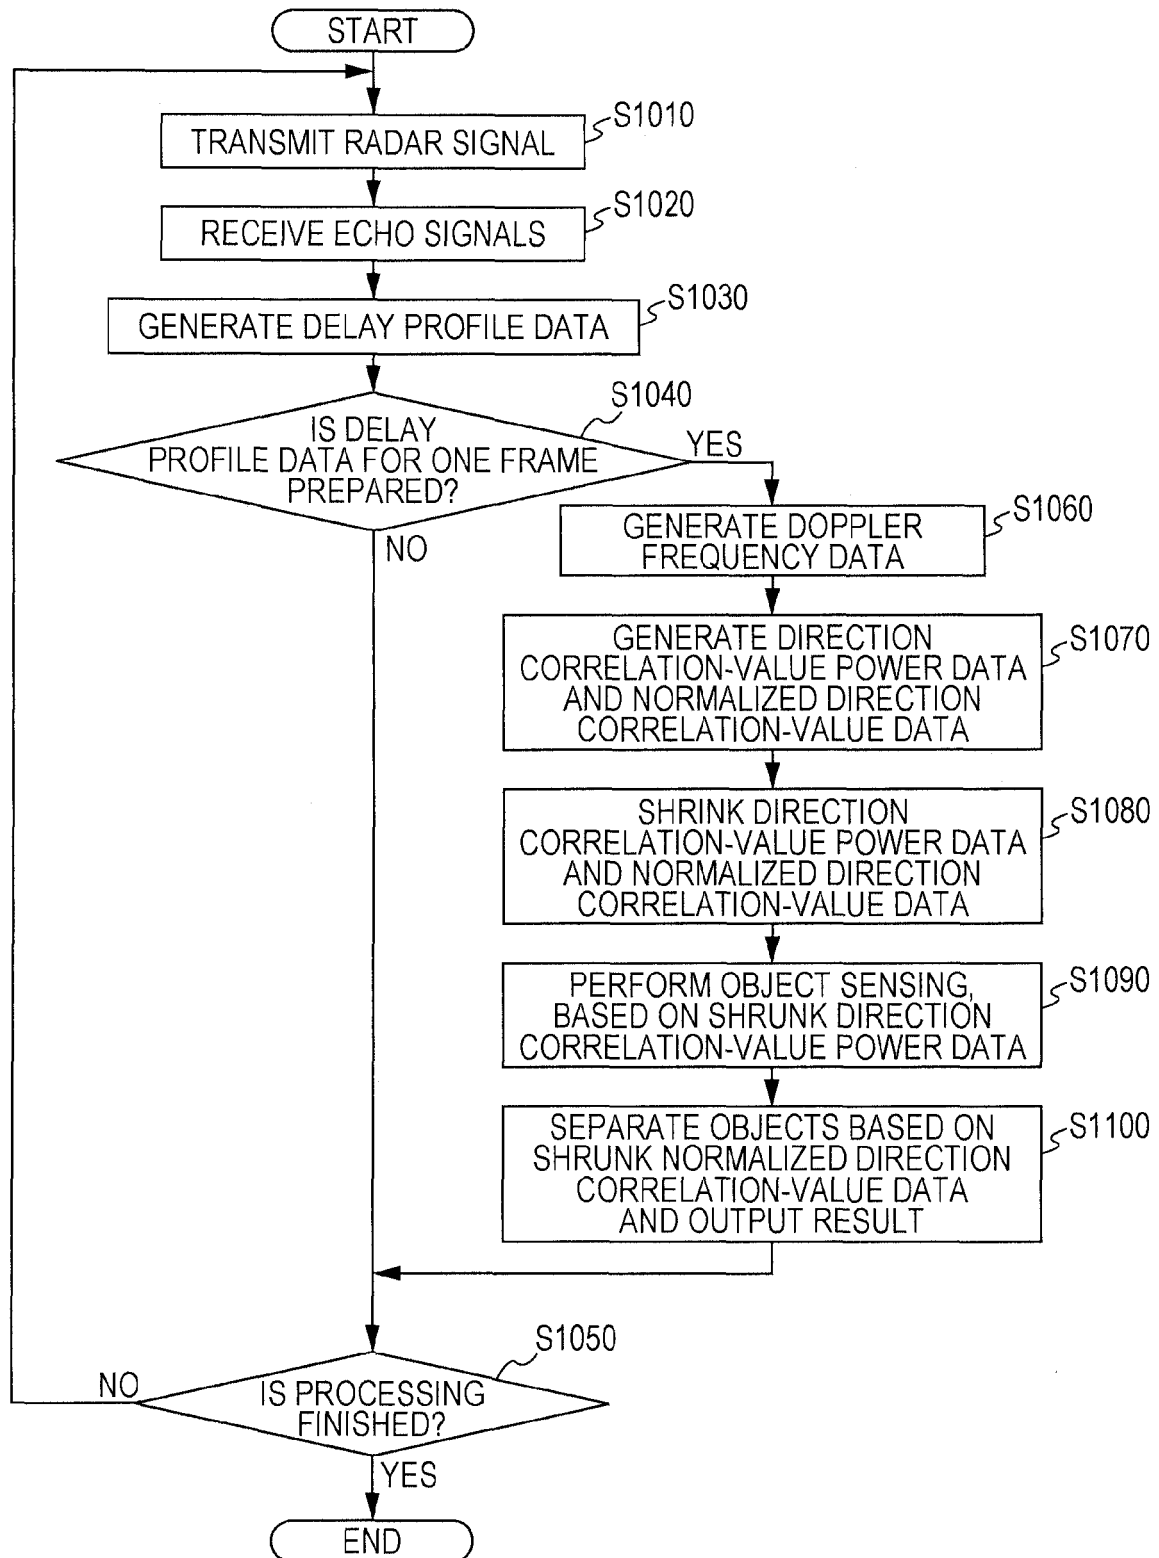 START
TRANSMIT RADAR SIGNAL
S1010
RECEIVE ECHO SIGNALS
S1020
GENERATE DELAY PROFILE DATA
S1030
IS DELAY
PROFILE DATA FOR ONE FRAME
PREPARED?
S1040
YES
NO
GENERATE DOPPLER
FREQUENCY DATA
S1060
GENERATE DIRECTION
CORRELATION-VALUE POWER DATA
AND NORMALIZED DIRECTION
CORRELATION-VALUE DATA
S1070
SHRINK DIRECTION
CORRELATION-VALUE POWER DATA
AND NORMALIZED DIRECTION
CORRELATION-VALUE DATA
S1080
PERFORM OBJECT SENSING,
BASED ON SHRUNK DIRECTION
CORRELATION-VALUE POWER DATA
S1090
SEPARATE OBJECTS BASED ON
SHRUNK NORMALIZED DIRECTION
CORRELATION-VALUE DATA
AND OUTPUT RESULT
S1100
IS PROCESSING
FINISHED?
S1050
NO
YES
END